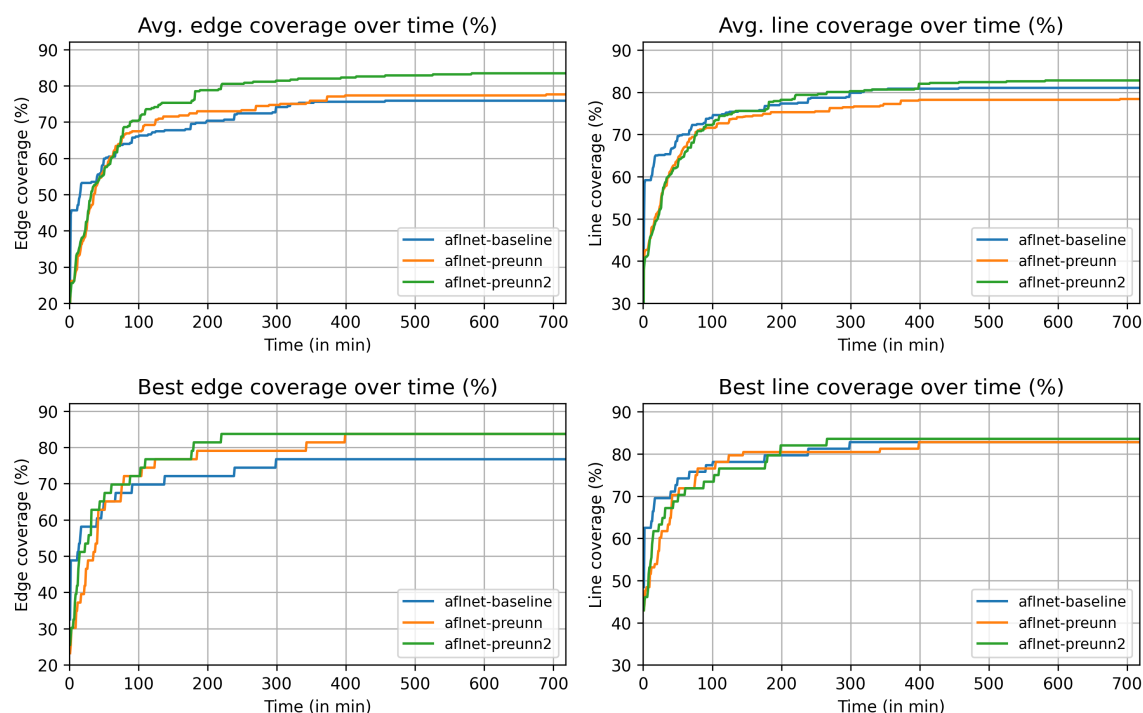 Avg. edge coverage over time (%)
Edge coverage (%)
90
80
70
60
50
40
30
20
0 100 200 300 400 500 600 700
Time (in min)
aflnet-baseline
aflnet-preunn
aflnet-preunn2
Avg. line coverage over time (%)
Line coverage (%)
90
80
70
60
50
40
30
0 100 200 300 400 500 600 700
Time (in min)
aflnet-baseline
aflnet-preunn
aflnet-preunn2
Best edge coverage over time (%)
Edge coverage (%)
90
80
70
60
50
40
30
20
0 100 200 300 400 500 600 700
Time (in min)
aflnet-baseline
aflnet-preunn
aflnet-preunn2
Best line coverage over time (%)
Line coverage (%)
90
80
70
60
50
40
30
0 100 200 300 400 500 600 700
Time (in min)
aflnet-baseline
aflnet-preunn
aflnet-preunn2